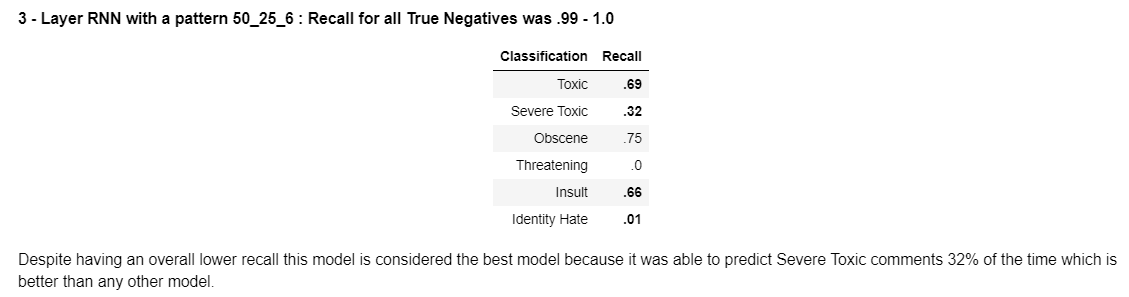 3 - Layer RNN with a pattern 50_25_6 : Recall for all True Negatives was .99 - 1.0
Classification Recall
Toxic .69
Severe Toxic .32
Obscene .75
Threatening .0
Insult .66
Identity Hate .01
Despite having an overall lower recall this model is considered the best model because it was able to predict Severe Toxic comments 32% of the time which is
better than any other model.